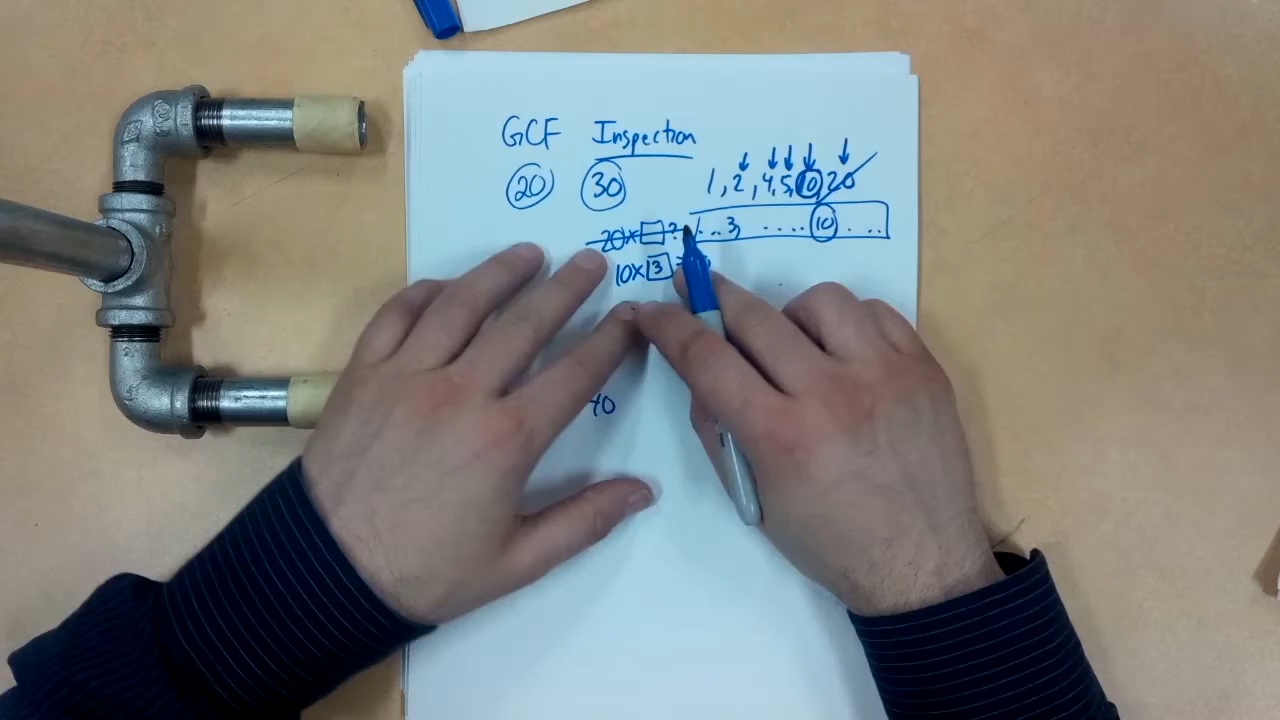 GCF Inspection
20 30 1, 2, 4, 5, 10, 20
20 x ? 1 ... 3, .... 10 ...
10 x 3 =
40